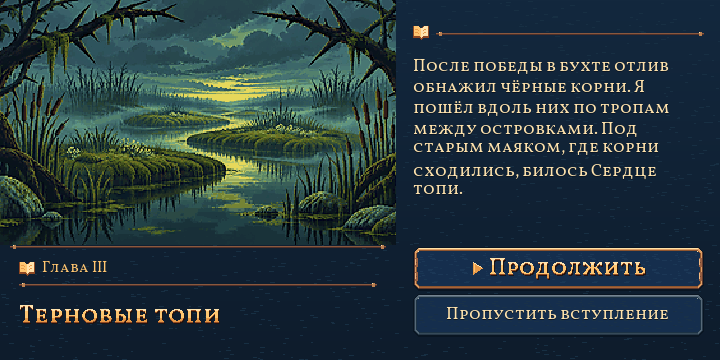 Глава III
Терновые топи
После победы в бухте отлив
обнажил чёрные корни. Я
пошёл вдоль них по тропам
между островками. Под
старым маяком, где корни
сходились, билось Сердце
топи.
Продолжить
Пропустить вступление